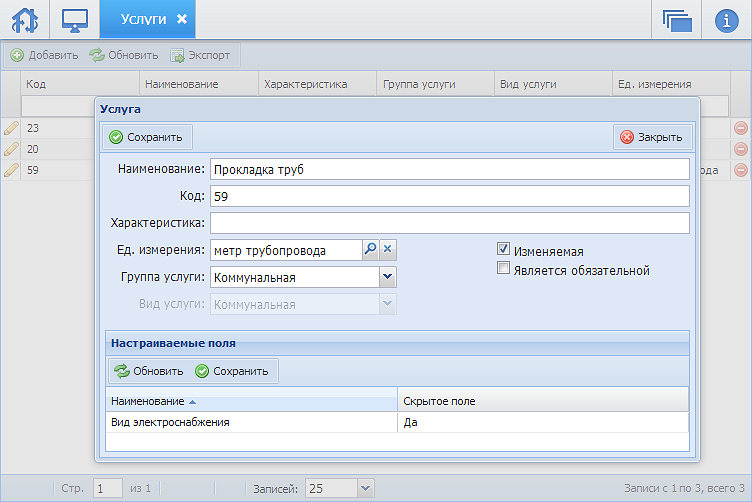 Услуги
Добавить Обновить Экспорт
Код Наименование Характеристика Группа услуги Вид услуги Ед. измерения
23
20
59 ода
Услуга
Сохранить Закрыть
Наименование: Прокладка труб
Код: 59
Характеристика:
Ед. измерения: метр трубопровода Изменяемая
Является обязательной
Группа услуги: Коммунальная
Вид услуги: Коммунальная
Настраиваемые поля
Обновить Сохранить
Наименование Скрытое поле
Вид электроснабжения Да
Стр. 1 из 1 Записей: 25 Записи с 1 по 3, всего 3